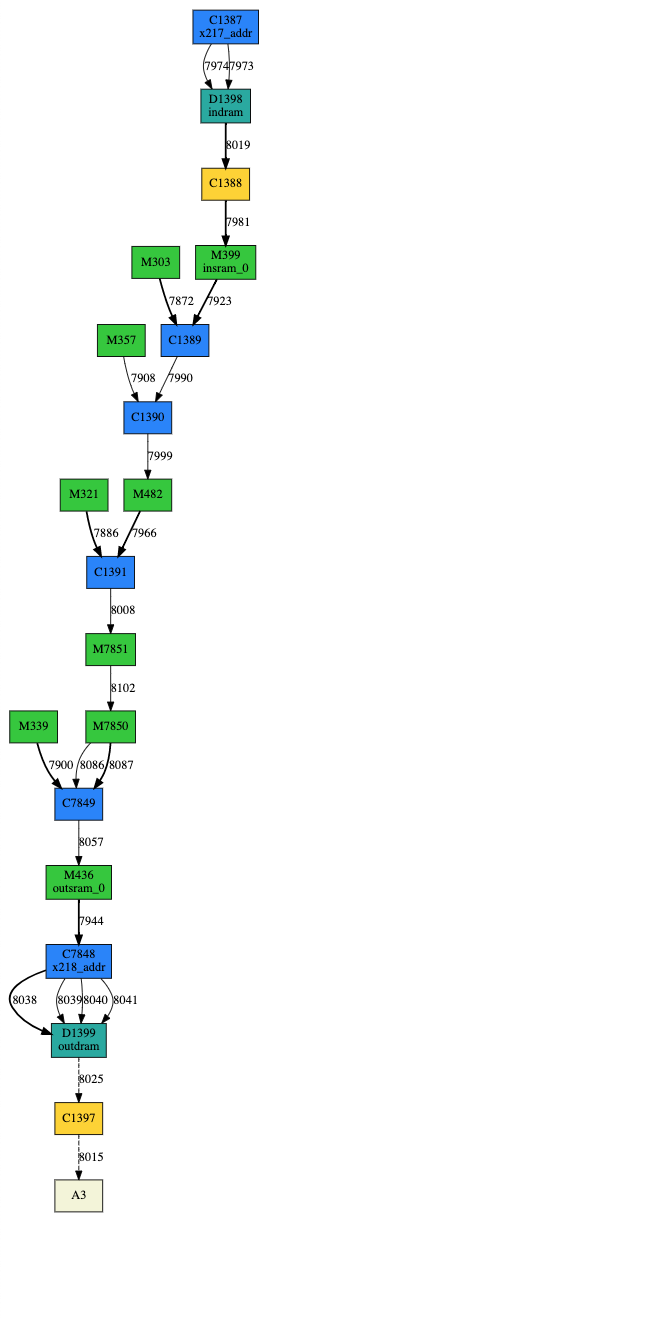 C1387
x217_addr
7974 7973
D1398
indram
8019
C1388
7981
M303
M399
insram_0
7872 7923
M357 C1389
7908 7990
C1390
7999
M321 M482
7886 7966
C1391
8008
M7851
8102
M339 M7850
7900 8086 8087
C7849
8057
M436
outsram_0
7944
C7848
x218_addr
8038 8039 8040 8041
D1399
outdram
8025
C1397
8015
A3